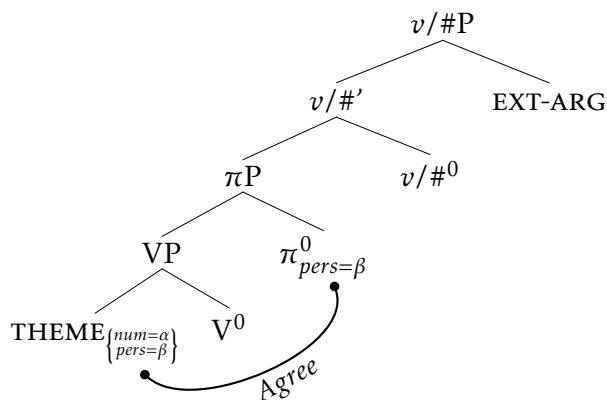 v/#P
v/#' EXT-ARG
πP v/#⁰
VP π⁰pers=β
THEME{num=α pers=β} V⁰
Agree